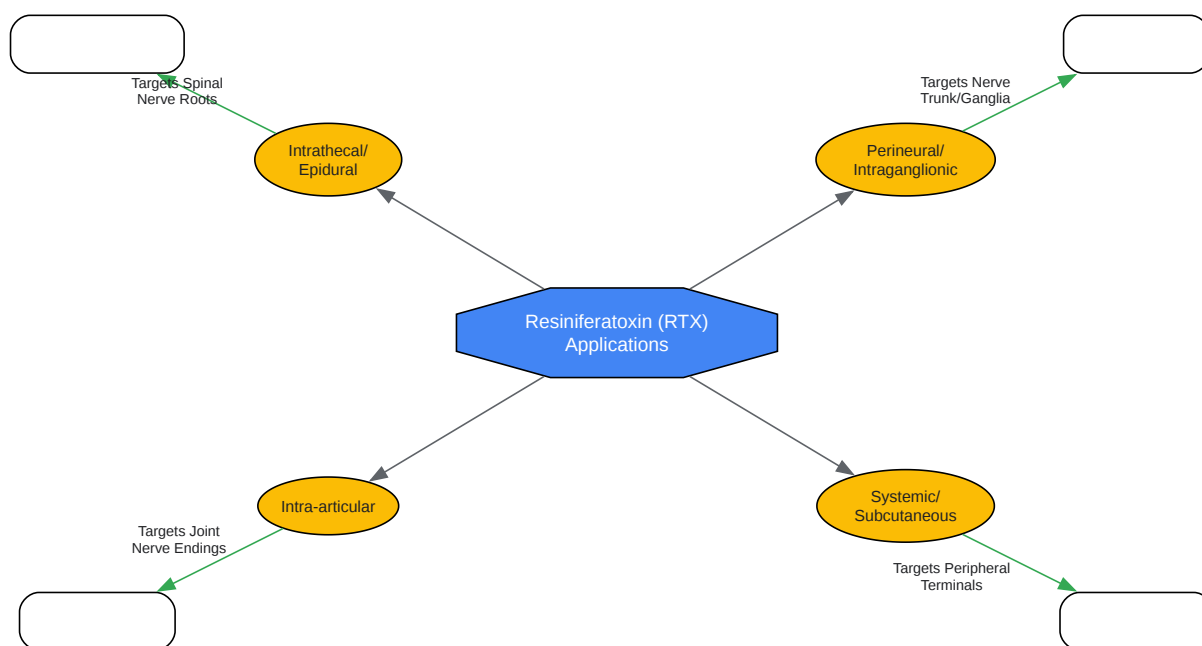 Targets Spinal
Nerve Roots
Targets Nerve
Trunk/Ganglia
Intrathecal/
Epidural
Perineural/
Intraganglionic
Resiniferatoxin (RTX)
Applications
Intra-articular
Systemic/
Subcutaneous
Targets Joint
Nerve Endings
Targets Peripheral
Terminals